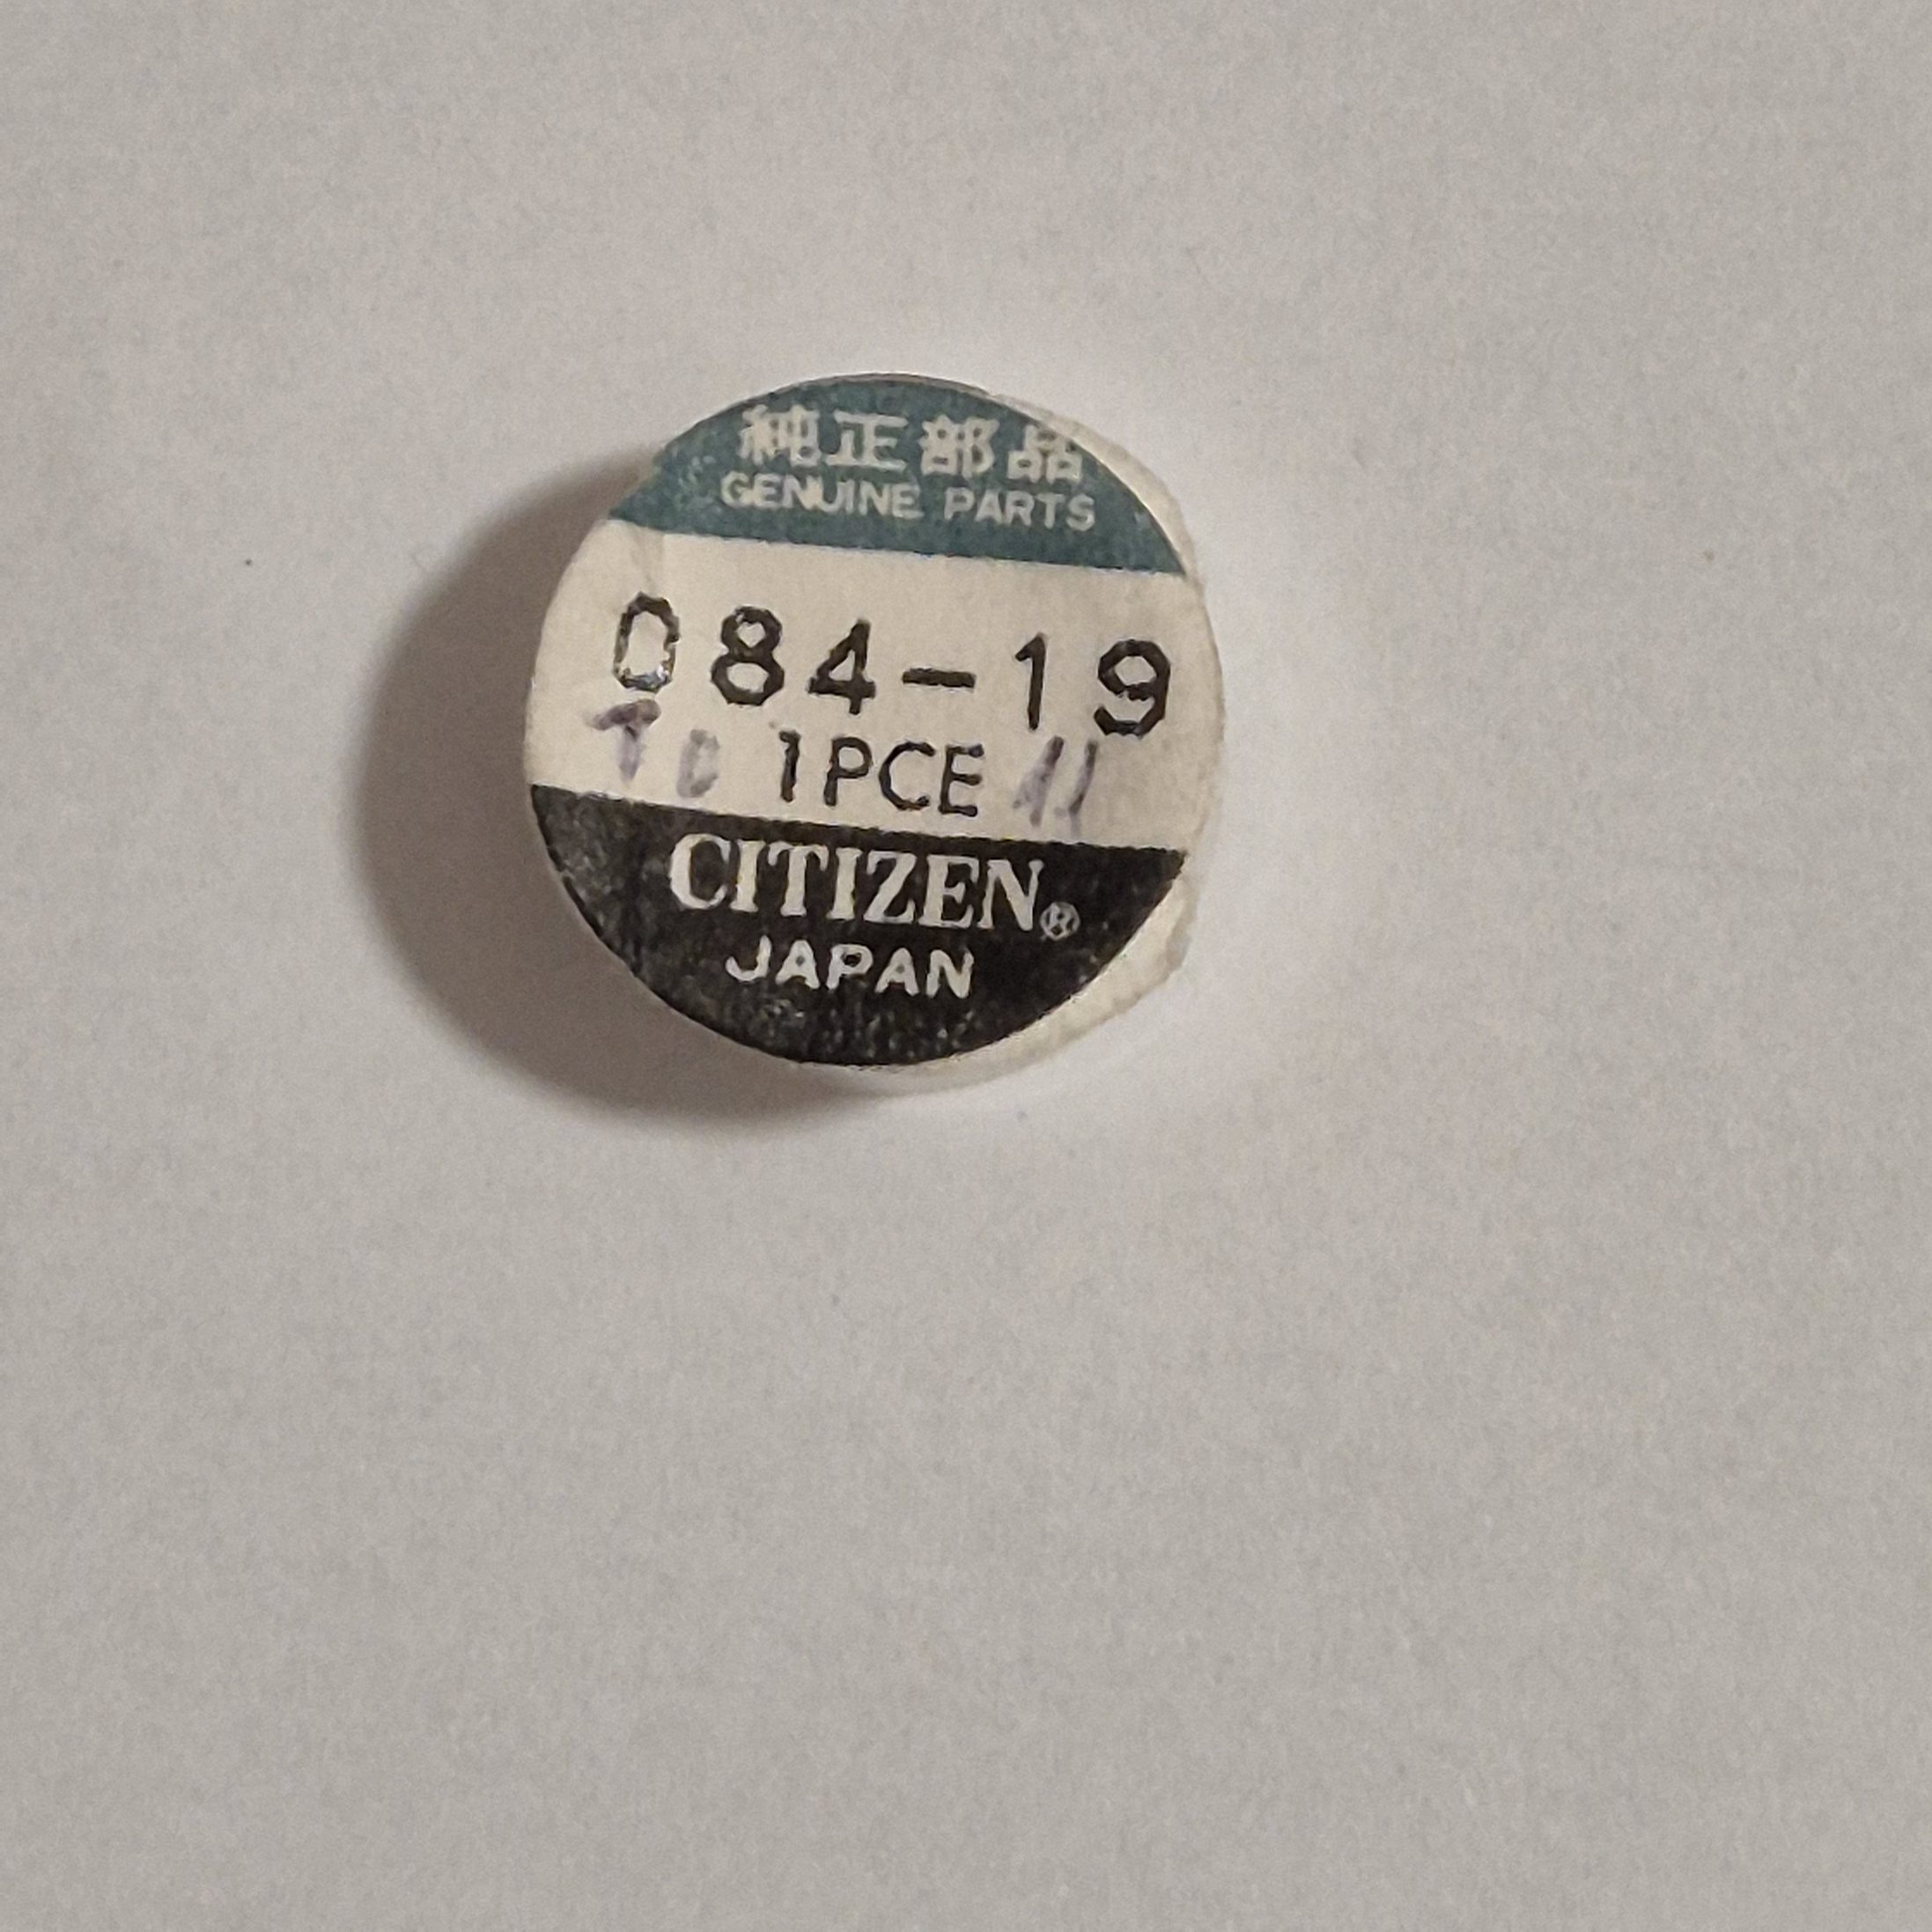 純正部品
GENUINE PARTS
084-19
1PCE
CITIZEN®
JAPAN